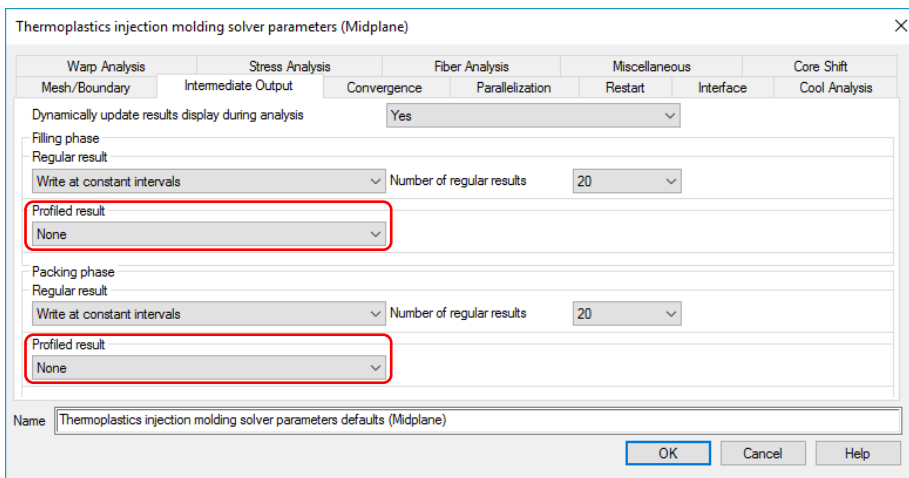 Thermoplastics injection molding solver parameters (Midplane)
Warp Analysis Stress Analysis Fiber Analysis Miscellaneous Core Shift
Mesh/Boundary Intermediate Output Convergence Parallelization Restart Interface Cool Analysis
Dynamically update results display during analysis Yes
Filling phase
Regular result
Write at constant intervals Number of regular results 20
Profiled result
None
Packing phase
Regular result
Write at constant intervals Number of regular results 20
Profiled result
None
Name Thermoplastics injection molding solver parameters defaults (Midplane)
OK Cancel Help